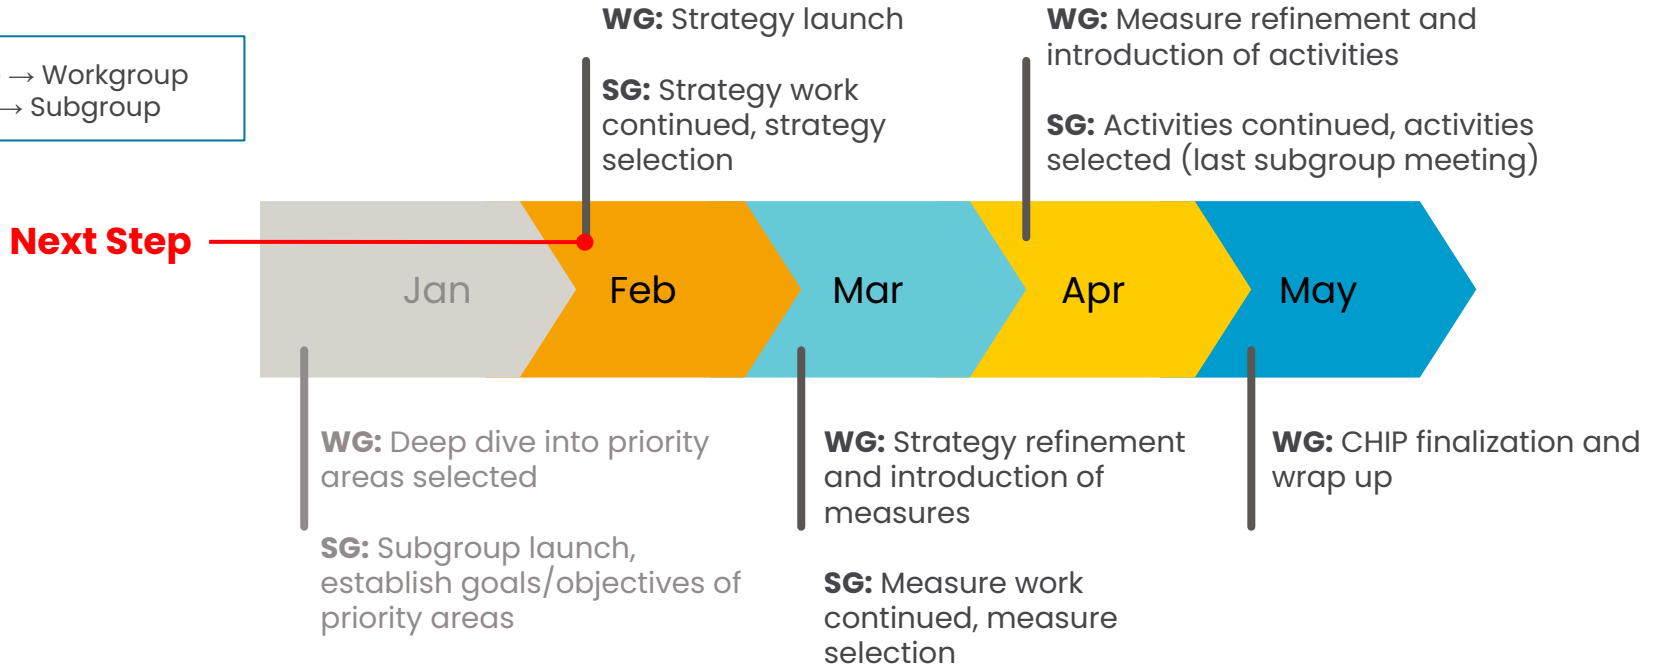 → Workgroup
→ Subgroup
WG: Strategy launch
SG: Strategy work
continued, strategy
selection
WG: Measure refinement and
introduction of activities
SG: Activities continued, activities
selected (last subgroup meeting)
Next Step
Jan
Feb
Mar
Apr
May
WG: Deep dive into priority
areas selected
SG: Subgroup launch,
establish goals/objectives of
priority areas
WG: Strategy refinement
and introduction of
measures
SG: Measure work
continued, measure
selection
WG: CHIP finalization and
wrap up